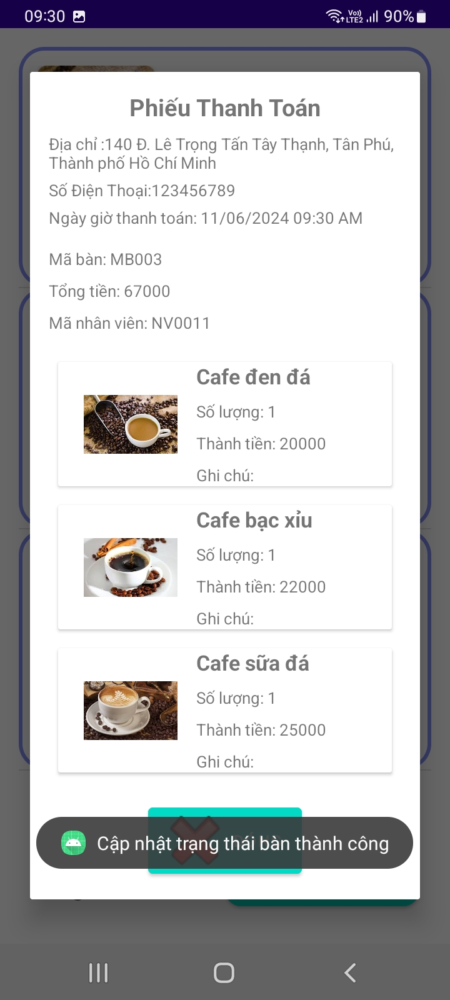 09:30
Vo)) LTE2 90%
Phiếu Thanh Toán
Địa chỉ :140 Đ. Lê Trọng Tấn Tây Thạnh, Tân Phú,
Thành phố Hồ Chí Minh
Số Điện Thoại:123456789
Ngày giờ thanh toán: 11/06/2024 09:30 AM
Mã bàn: MB003
Tổng tiền: 67000
Mã nhân viên: NV0011
Cafe đen đá
Số lượng: 1
Thành tiền: 20000
Ghi chú:
Cafe bạc xỉu
Số lượng: 1
Thành tiền: 22000
Ghi chú:
Cafe sữa đá
Số lượng: 1
Thành tiền: 25000
Ghi chú:
Cập nhật trạng thái bàn thành công